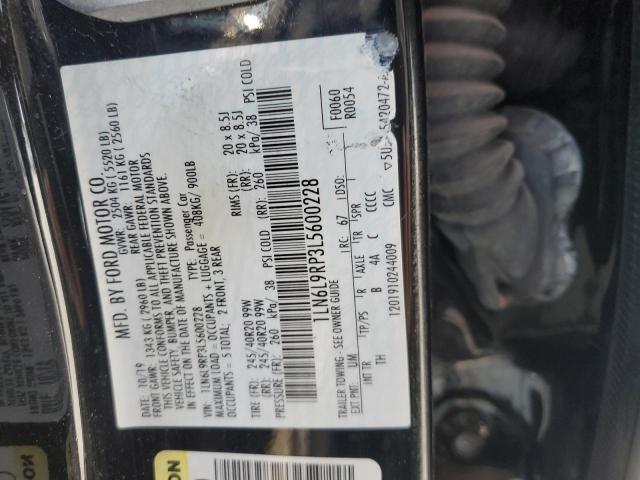 MFD. BY FORD MOTOR CO.
DATE: 10/19 GVWR: 2504 KG ( 5520 LB)
FRONT GAWR: 1343 KG ( 2960 LB) REAR GAWR: 1161 KG ( 2560 LB)
THIS VEHICLE CONFORMS TO ALL APPLICABLE FEDERAL MOTOR
VEHICLE SAFETY, BUMPER, AND THEFT PREVENTION STANDARDS
IN EFFECT ON THE DATE OF MANUFACTURE SHOWN ABOVE.
VIN: 1LN6L9RP3L5600228 TYPE: Passenger Car
MAXIMUM LOAD = OCCUPANTS + LUGGAGE = 408KG/ 900LB
OCCUPANTS = 5 TOTAL: 2 FRONT, 3 REAR
TIRE (FR): 245/40R20 99W RIMS (FR): 20 x 8.5J
(RR): 245/40R20 99W (RR): 20 x 8.5J
PRESSURE (FR): 260 kPa/ 38 PSI COLD (RR): 260 kPa/ 38 PSI COLD
1LN6L9RP3L5600228
TRAILER TOWING - SEE OWNER GUIDE
F0060
R0054
EXT PNT: UM RC: 67 DSO:
INT TR TP/PS R AXLE TR SPR
TH B 4A C CCCC
1201910244009 CMC 5A20472